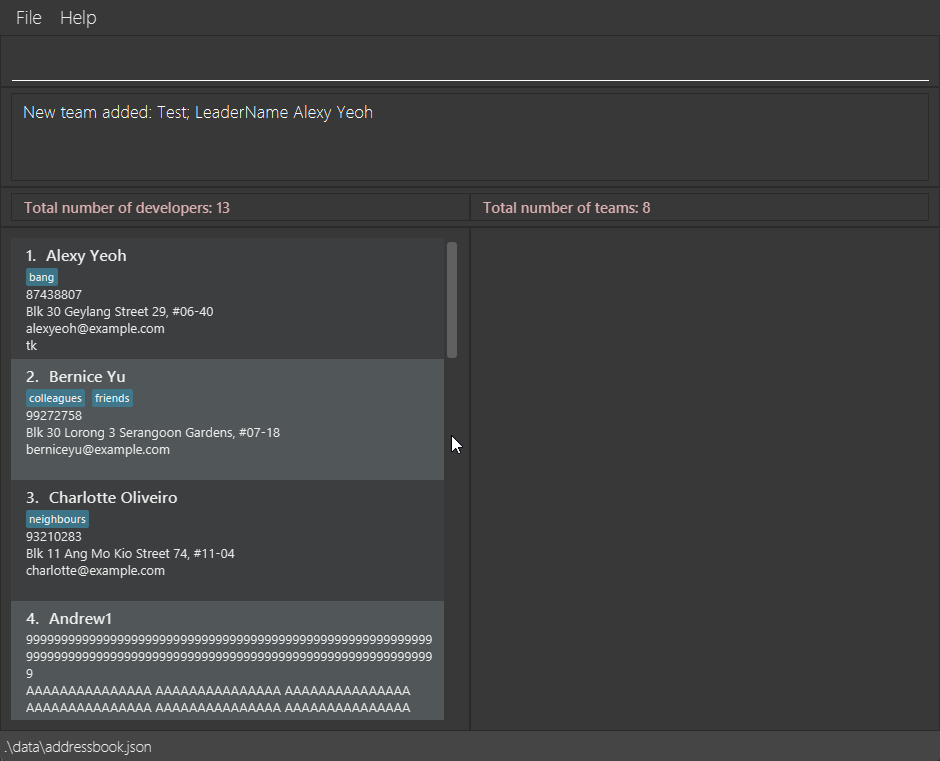 File Help
New team added: Test; LeaderName Alexy Yeoh
Total number of developers: 13
Total number of teams: 8
1. Alexy Yeoh
bang
87438807
Blk 30 Geylang Street 29, #06-40
alexyeoh@example.com
tk
2. Bernice Yu
colleagues friends
99272758
Blk 30 Lorong 3 Serangoon Gardens, #07-18
berniceyu@example.com
3. Charlotte Oliveiro
neighbours
93210283
Blk 11 Ang Mo Kio Street 74, #11-04
charlotte@example.com
4. Andrew1
9999999999999999999999999999999999999999999999999999999999
9999999999999999999999999999999999999999999999999999999999
9
AAAAAAAAAAAAAAA AAAAAAAAAAAAAAA AAAAAAAAAAAAAAA
AAAAAAAAAAAAAAA AAAAAAAAAAAAAAA AAAAAAAAAAAAAAA
.\data\addressbook.json